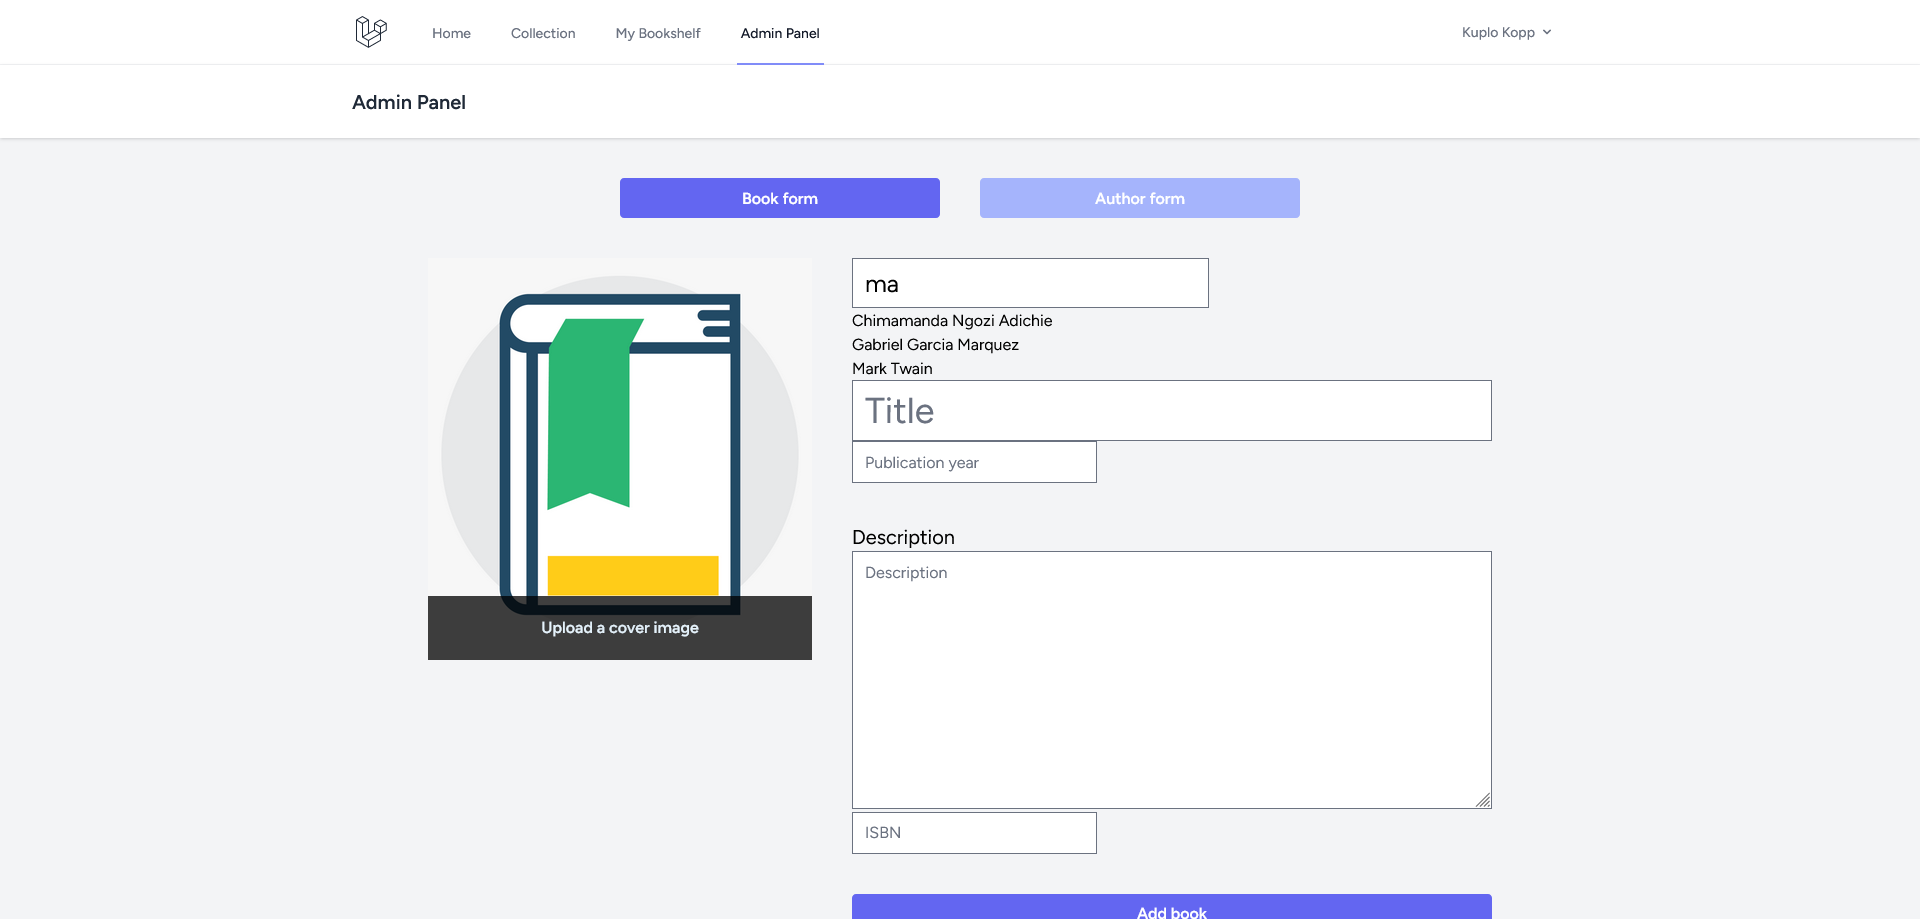 Home Collection My Bookshelf Admin Panel Kuplo Kopp
Admin Panel
Book form Author form
ma
Chimamanda Ngozi Adichie
Gabriel Garcia Marquez
Mark Twain
Title
Publication year
Description
Description
Upload a cover image
ISBN
Add book